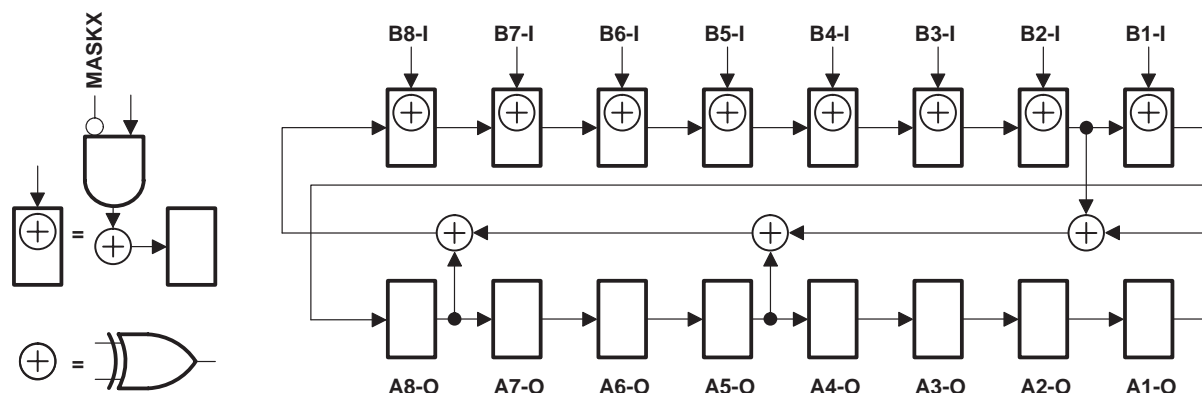 MASKX
B8-I B7-I B6-I B5-I B4-I B3-I B2-I B1-I
=
=
A8-O A7-O A6-O A5-O A4-O A3-O A2-O A1-O